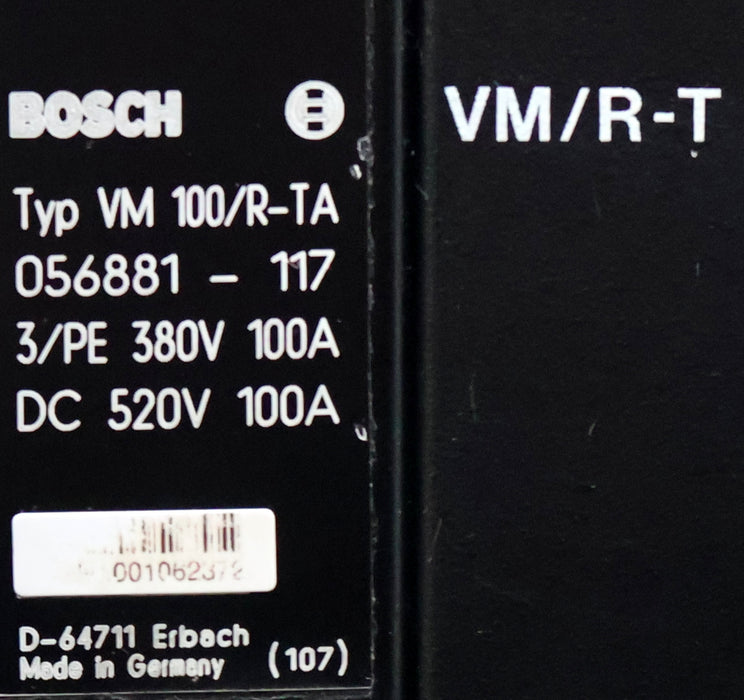 BOSCH
VM/R-T
Typ VM 100/R-TA
056881 - 117
3/PE 380V 100A
DC 520V 100A
D-64711 Erbach
Made in Germany (107)